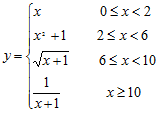 y = { x    0 ≤ x < 2
x² + 1    2 ≤ x < 6
√(x + 1)    6 ≤ x < 10
1/(x + 1)    x ≥ 10